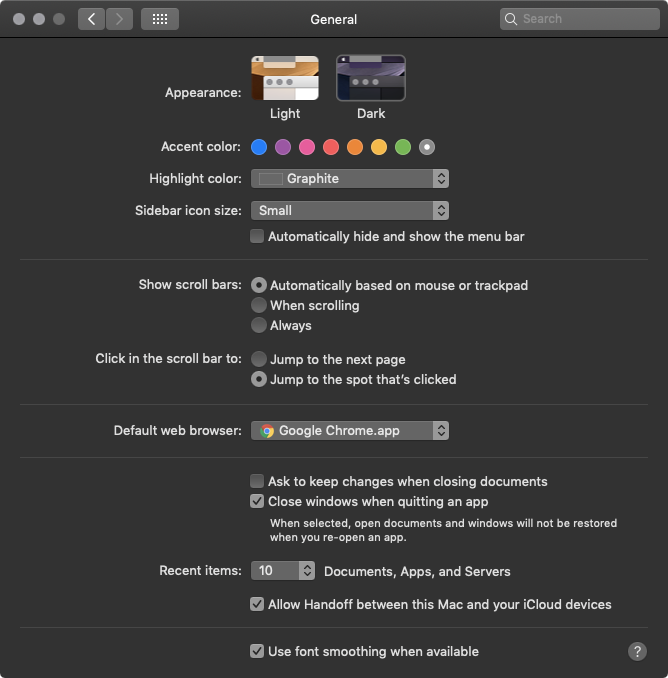 General
Search
Appearance:
Light
Dark
Accent color:
Highlight color:
Graphite
Sidebar icon size:
Small
Automatically hide and show the menu bar
Show scroll bars:
Automatically based on mouse or trackpad
When scrolling
Always
Click in the scroll bar to:
Jump to the next page
Jump to the spot that’s clicked
Default web browser:
Google Chrome.app
Ask to keep changes when closing documents
Close windows when quitting an app
When selected, open documents and windows will not be restored
when you re-open an app.
Recent items:
10
Documents, Apps, and Servers
Allow Handoff between this Mac and your iCloud devices
Use font smoothing when available
?